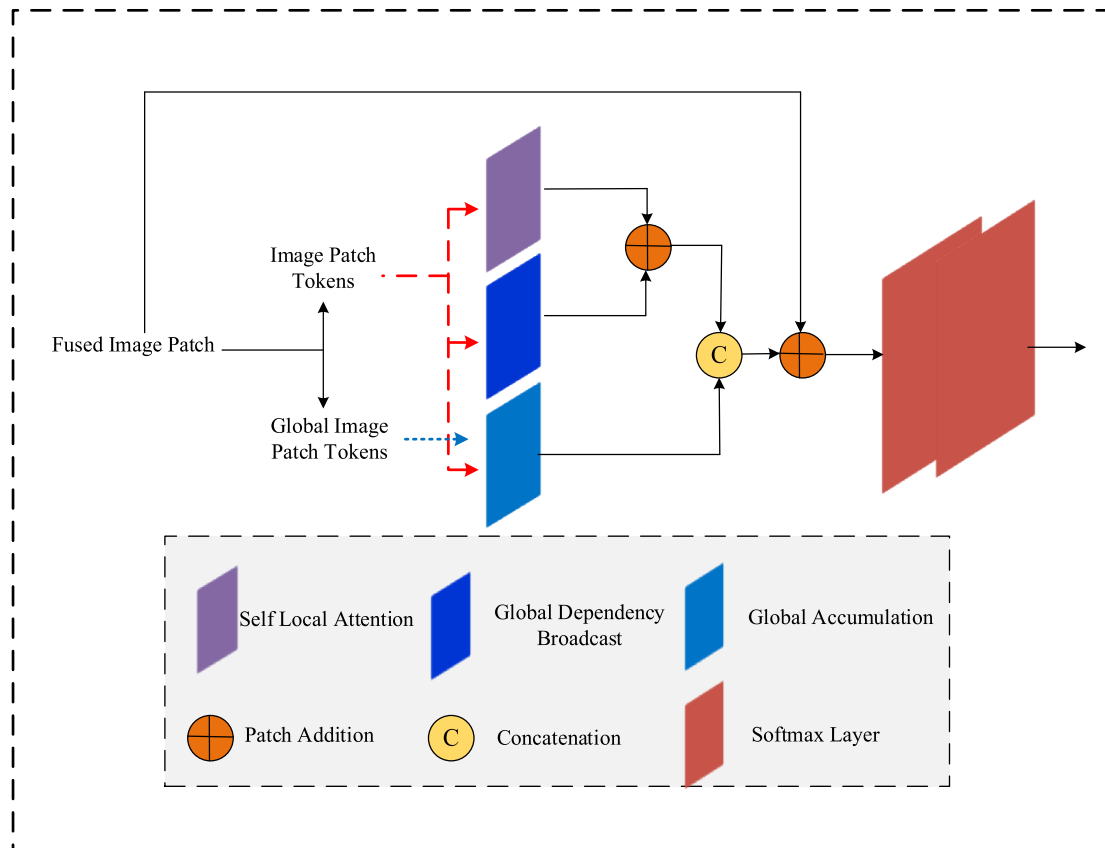 Image Patch
Tokens
Fused Image Patch
C
Global Image
Patch Tokens
Self Local Attention
Global Dependency
Broadcast
Global Accumulation
Patch Addition
C
Concatenation
Softmax Layer